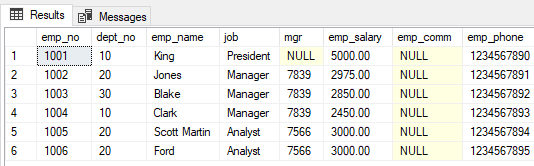 Results Messages
emp_no dept_no emp_name job mgr emp_salary emp_comm emp_phone
1 1001 10 King President NULL 5000.00 NULL 1234567890
2 1002 20 Jones Manager 7839 2975.00 NULL 1234567891
3 1003 30 Blake Manager 7839 2850.00 NULL 1234567892
4 1004 10 Clark Manager 7839 2450.00 NULL 1234567893
5 1005 20 Scott Martin Analyst 7566 3000.00 NULL 1234567894
6 1006 20 Ford Analyst 7566 3000.00 NULL 1234567895